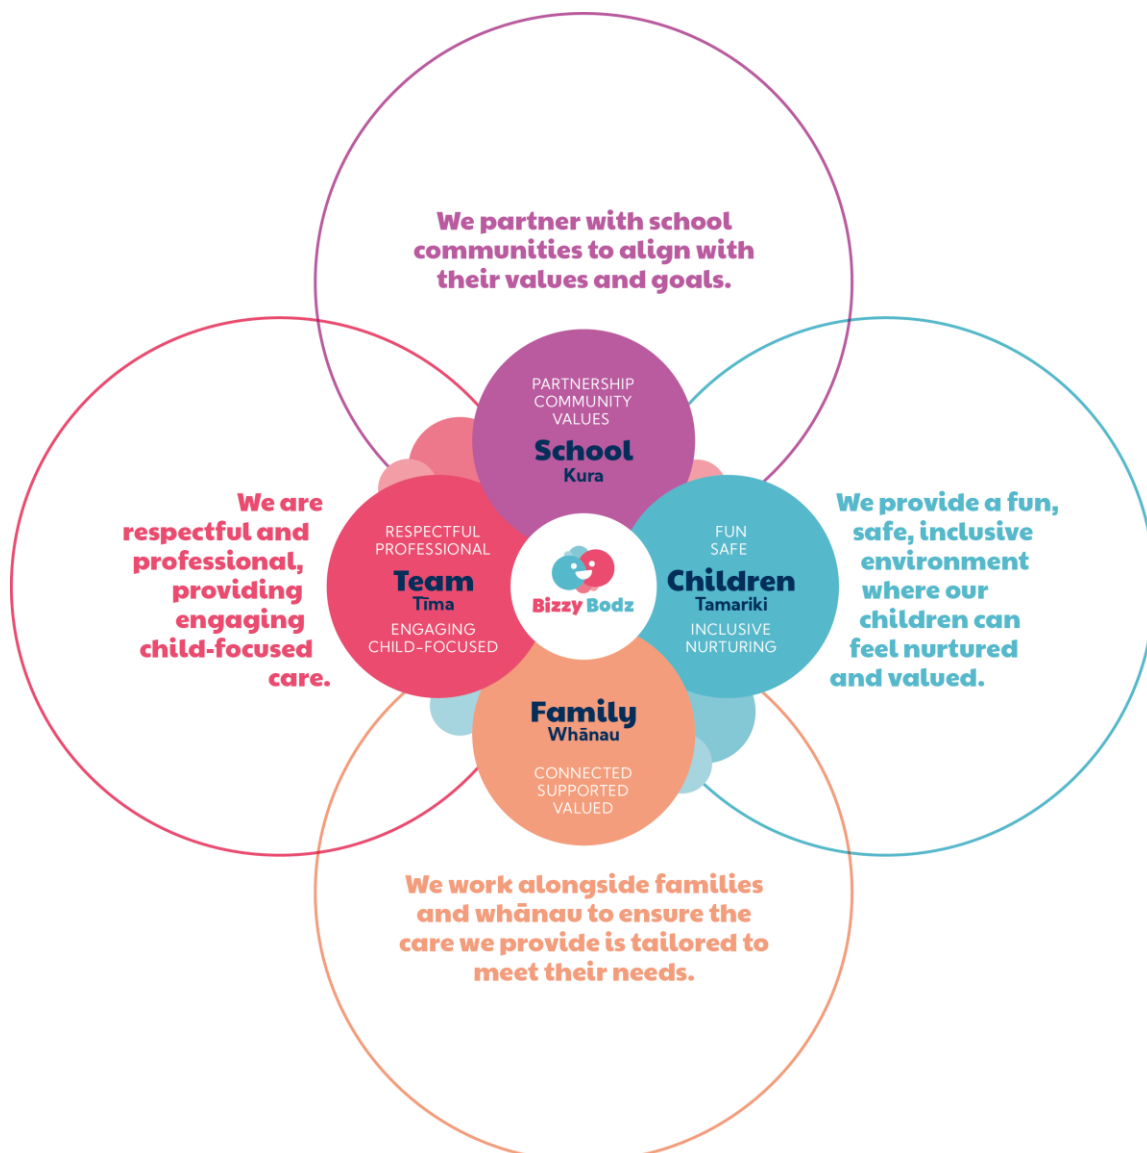 We partner with school
communities to align with
their values and goals.
PARTNERSHIP
COMMUNITY
VALUES
School
Kura
We are
respectful and
professional,
providing
engaging
child-focused
care.
RESPECTFUL
PROFESSIONAL
Team
Tīma
ENGAGING
CHILD-FOCUSED
Bizzy Bodz
FUN
SAFE
Children
Tamariki
INCLUSIVE
NURTURING
We provide a fun,
safe, inclusive
environment
where our
children can
feel nurtured
and valued.
Family
Whānau
CONNECTED
SUPPORTED
VALUED
We work alongside families
and whānau to ensure the
care we provide is tailored to
meet their needs.